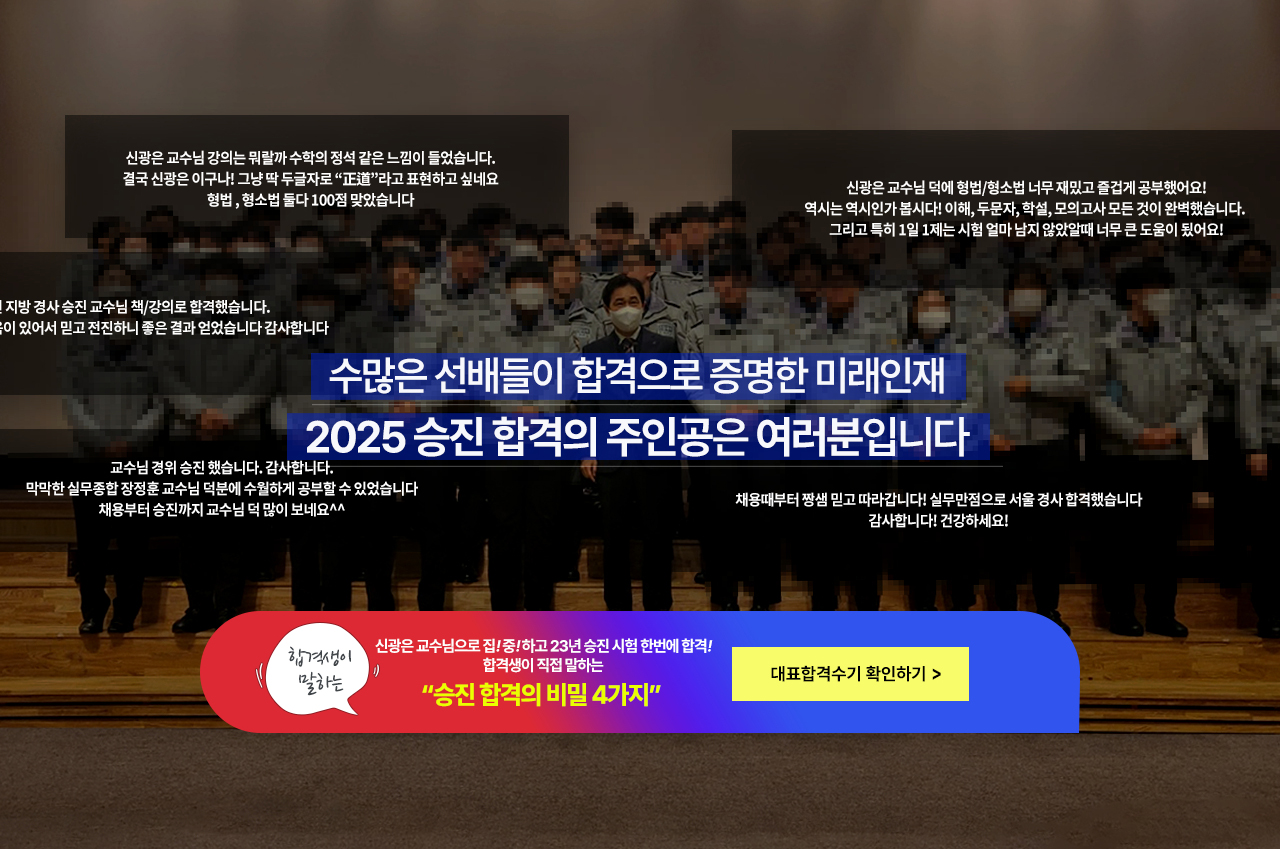 신광은 교수님 강의는 뭐랄까 수학의 정석 같은 느낌이 들었습니다.
결국 신광은 이구나! 그냥 딱 두글자로 “正道”라고 표현하고 싶네요
형법 , 형소법 둘다 100점 맞았습니다
신광은 교수님 덕에 형법/형소법 너무 재밌고 즐겁게 공부했어요!
역시는 역시인가 봅시다! 이해, 두문자, 학설, 모의고사 모든 것이 완벽했습니다.
그리고 특히 1일 1제는 시험 얼마 남지 않았알때 너무 큰 도움이 됬어요!
지방 경사 승진 교수님 책/강의로 합격했습니다.
있어서 믿고 전진하니 좋은 결과 얻었습니다 감사합니다
수많은 선배들이 합격으로 증명한 미래인재
2025 승진 합격의 주인공은 여러분입니다
교수님 경위 승진 했습니다. 감사합니다.
막막한 실무종합 장정훈 교수님 덕분에 수월하게 공부할 수 있었습니다
채용부터 승진까지 교수님 덕 많이 보네요^^
채용때부터 짱샘 믿고 따라갑니다! 실무만점으로 서울 경사 합격했습니다
감사합니다! 건강하세요!
합격생이
말하는
신광은 교수님으로 집!중!하고 23년 승진 시험 한번에 합격!
합격생이 직접 말하는
“승진 합격의 비밀 4가지”
대표합격수기 확인하기 >